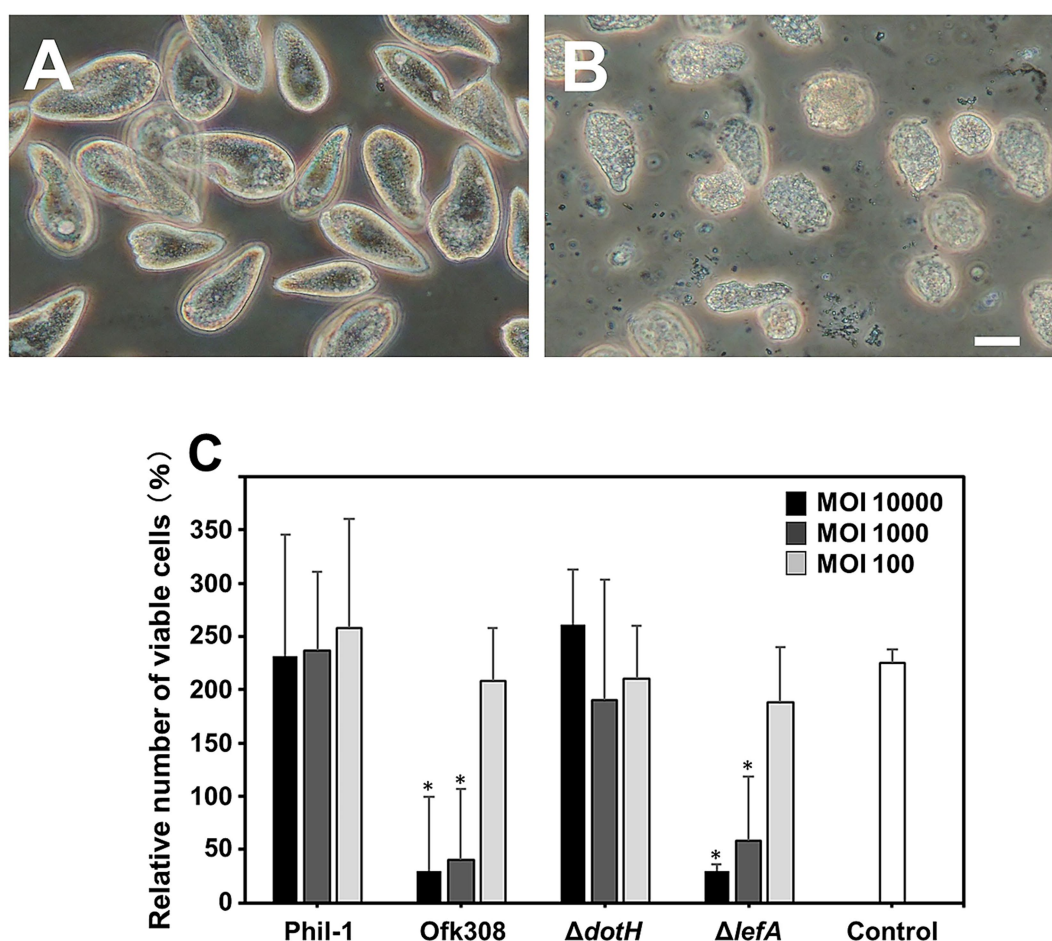 A
B
C
Relative number of viable cells (%)
350
300
250
200
150
100
50
0
MOI 10000
MOI 1000
MOI 100
* *
* *
Phil-1 Ofk308 ΔdotH ΔlefA Control